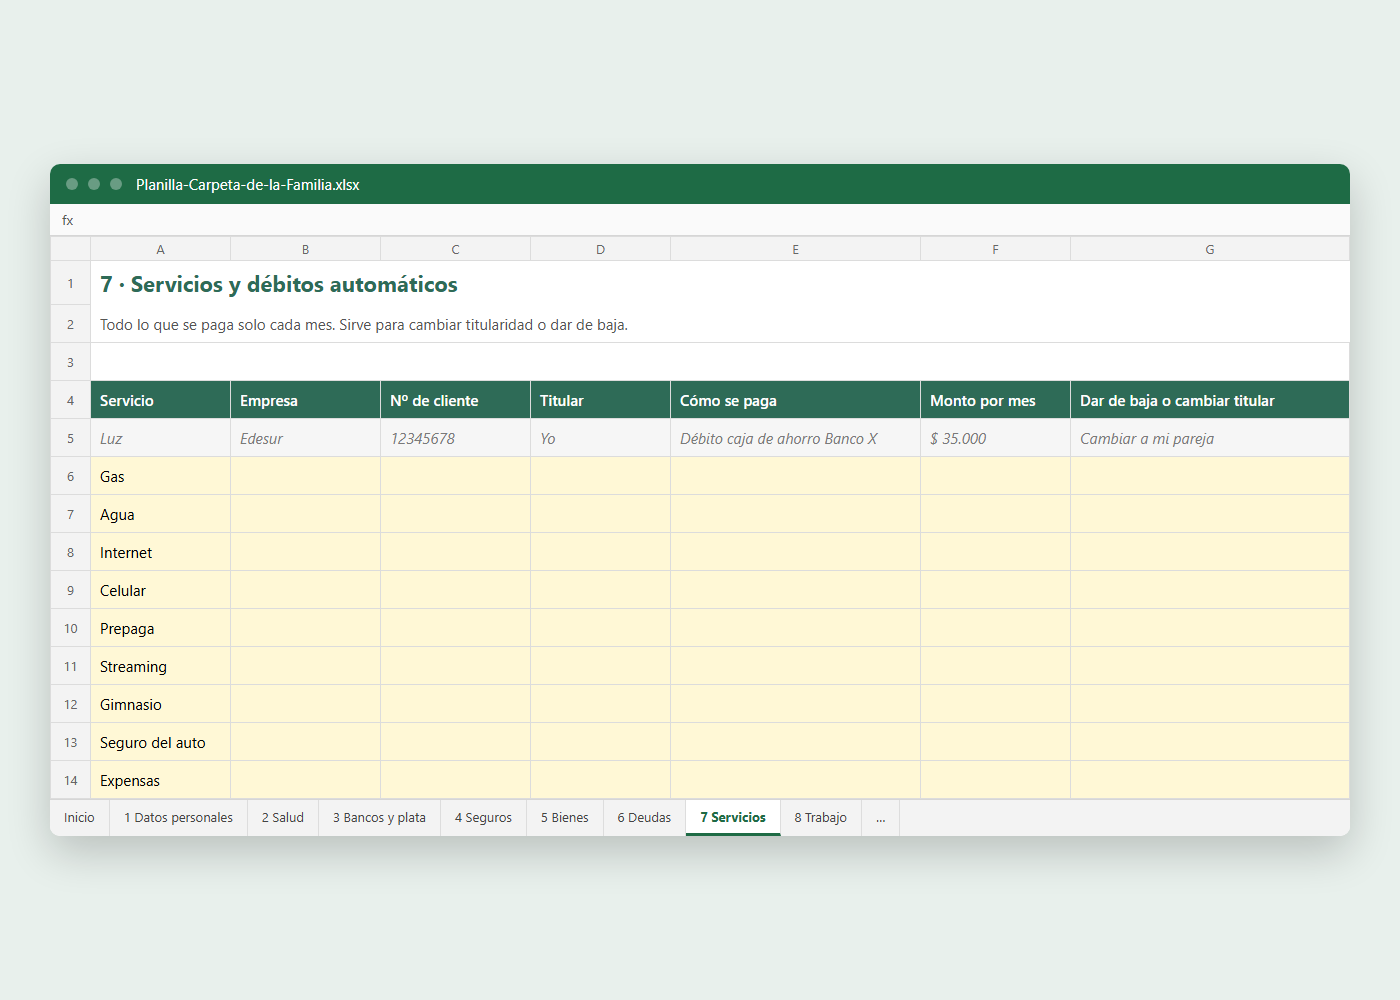 Planilla-Carpeta-de-la-Familia.xlsx
fx
A B C D E F G
1 7 · Servicios y débitos automáticos
2 Todo lo que se paga solo cada mes. Sirve para cambiar titularidad o dar de baja.
3
4 Servicio Empresa Nº de cliente Titular Cómo se paga Monto por mes Dar de baja o cambiar titular
5 Luz Edesur 12345678 Yo Débito caja de ahorro Banco X $ 35.000 Cambiar a mi pareja
6 Gas
7 Agua
8 Internet
9 Celular
10 Prepaga
11 Streaming
12 Gimnasio
13 Seguro del auto
14 Expensas
Inicio 1 Datos personales 2 Salud 3 Bancos y plata 4 Seguros 5 Bienes 6 Deudas 7 Servicios 8 Trabajo ...